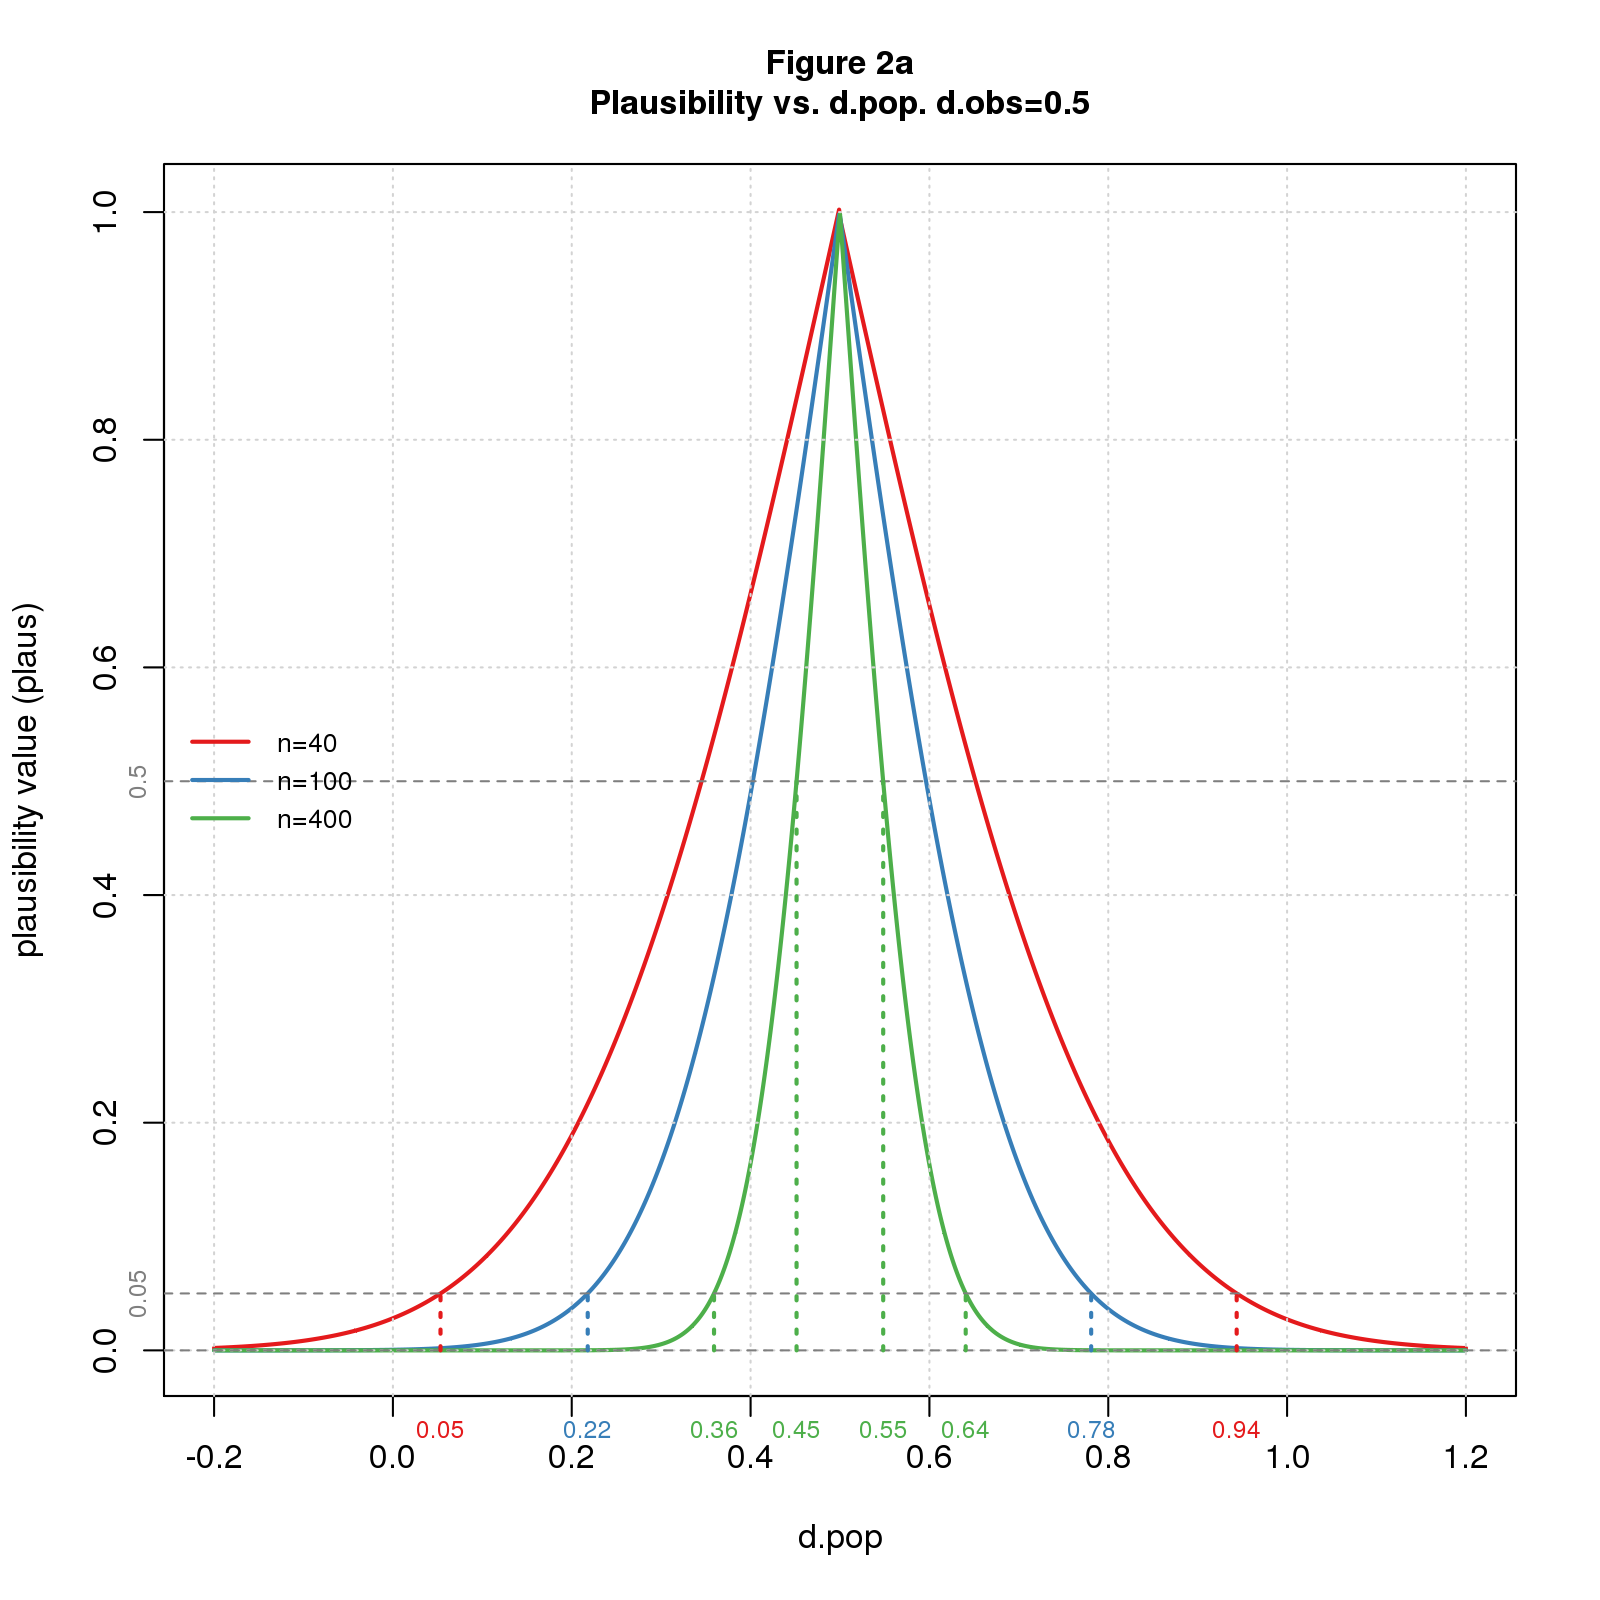 Figure 2a
Plausibility vs. d.pop. d.obs=0.5
plausibility value (plaus)
1.0
0.8
0.6
0.5
0.4
0.2
0.05
0.0
n=40
n=100
n=400
0.05 0.22 0.36 0.45 0.55 0.64 0.78 0.94
-0.2 0.0 0.2 0.4 0.6 0.8 1.0 1.2
d.pop